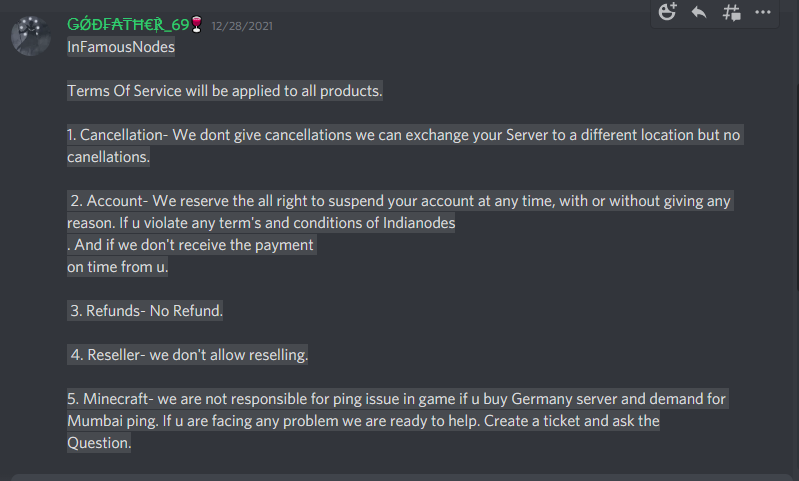 G̶ǾĐ₣₳₮Ħ€Ɽ_69🍷 12/28/2021
InFamousNodes
Terms Of Service will be applied to all products.
1. Cancellation- We dont give cancellations we can exchange your Server to a different location but no
canellations.
2. Account- We reserve the all right to suspend your account at any time, with or without giving any
reason. If u violate any term's and conditions of Indianodes
. And if we don't receive the payment
on time from u.
3. Refunds- No Refund.
4. Reseller- we don't allow reselling.
5. Minecraft- we are not responsible for ping issue in game if u buy Germany server and demand for
Mumbai ping. If u are facing any problem we are ready to help. Create a ticket and ask the
Question.